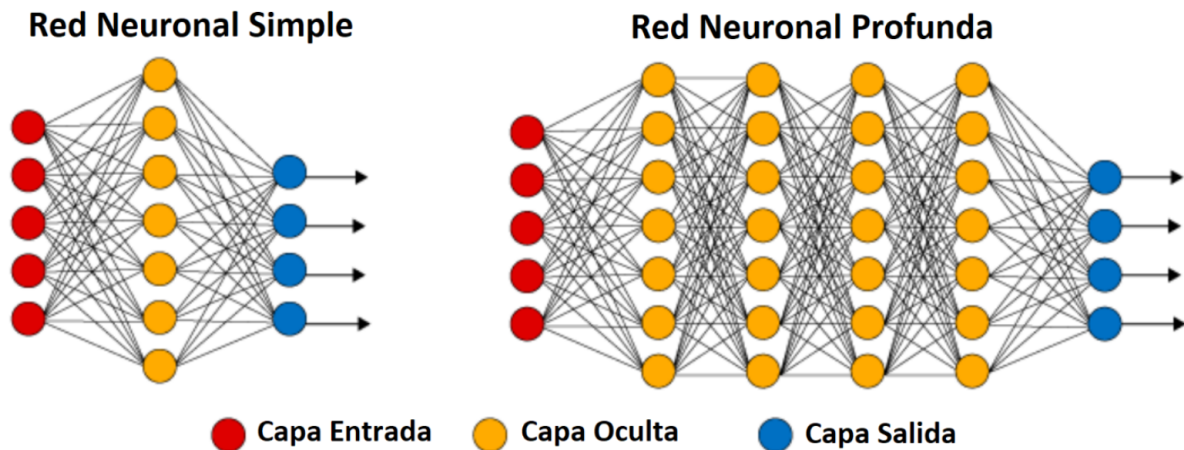 Red Neuronal Simple
Red Neuronal Profunda
Capa Entrada
Capa Oculta
Capa Salida